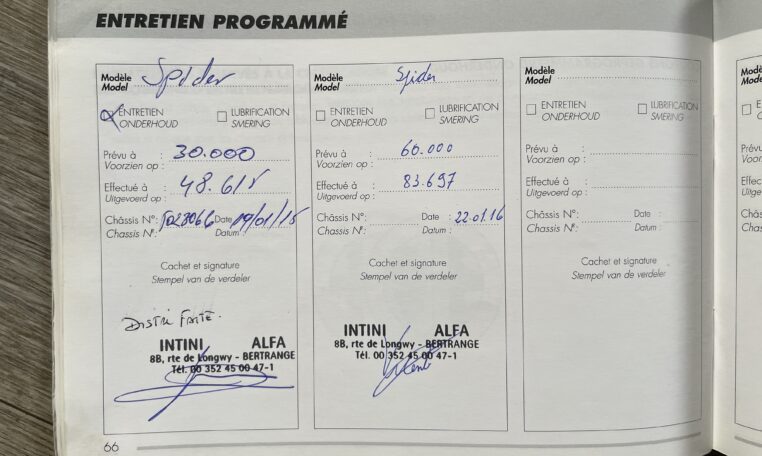 ENTRETIEN PROGRAMMÉ
Modèle
Model Spider
ENTRETIEN
ONDERHOUD
LUBRIFICATION
SMERING
Prévu à : 30.000
Voorzien op :
Effectué à : 48.615
Uitgevoerd op :
Châssis N°: Date 19/01/15
Chassis Nr.: Datum :
Cachet et signature
Stempel van de verdeler
DISTRI FAITE.
INTINI ALFA
8B, rte de Longwy - BERTRANGE
Tél. 00 352 45 00 47-1
Modèle
Model Spider
ENTRETIEN
ONDERHOUD
LUBRIFICATION
SMERING
Prévu à : 60.000
Voorzien op :
Effectué à : 83.697
Uitgevoerd op :
Châssis N°: Date : 22.01.16
Chassis Nr.: Datum :
Cachet et signature
Stempel van de verdeler
INTINI ALFA
8B, rte de Longwy - BERTRANGE
Tél. 00 352 45 00 47-1
Modèle
Model
ENTRETIEN
ONDERHOUD
LUBRIFICATION
SMERING
Prévu à :
Voorzien op :
Effectué à :
Uitgevoerd op :
Châssis N°: Date :
Chassis Nr.: Datum :
Cachet et signature
Stempel van de verdeler
66